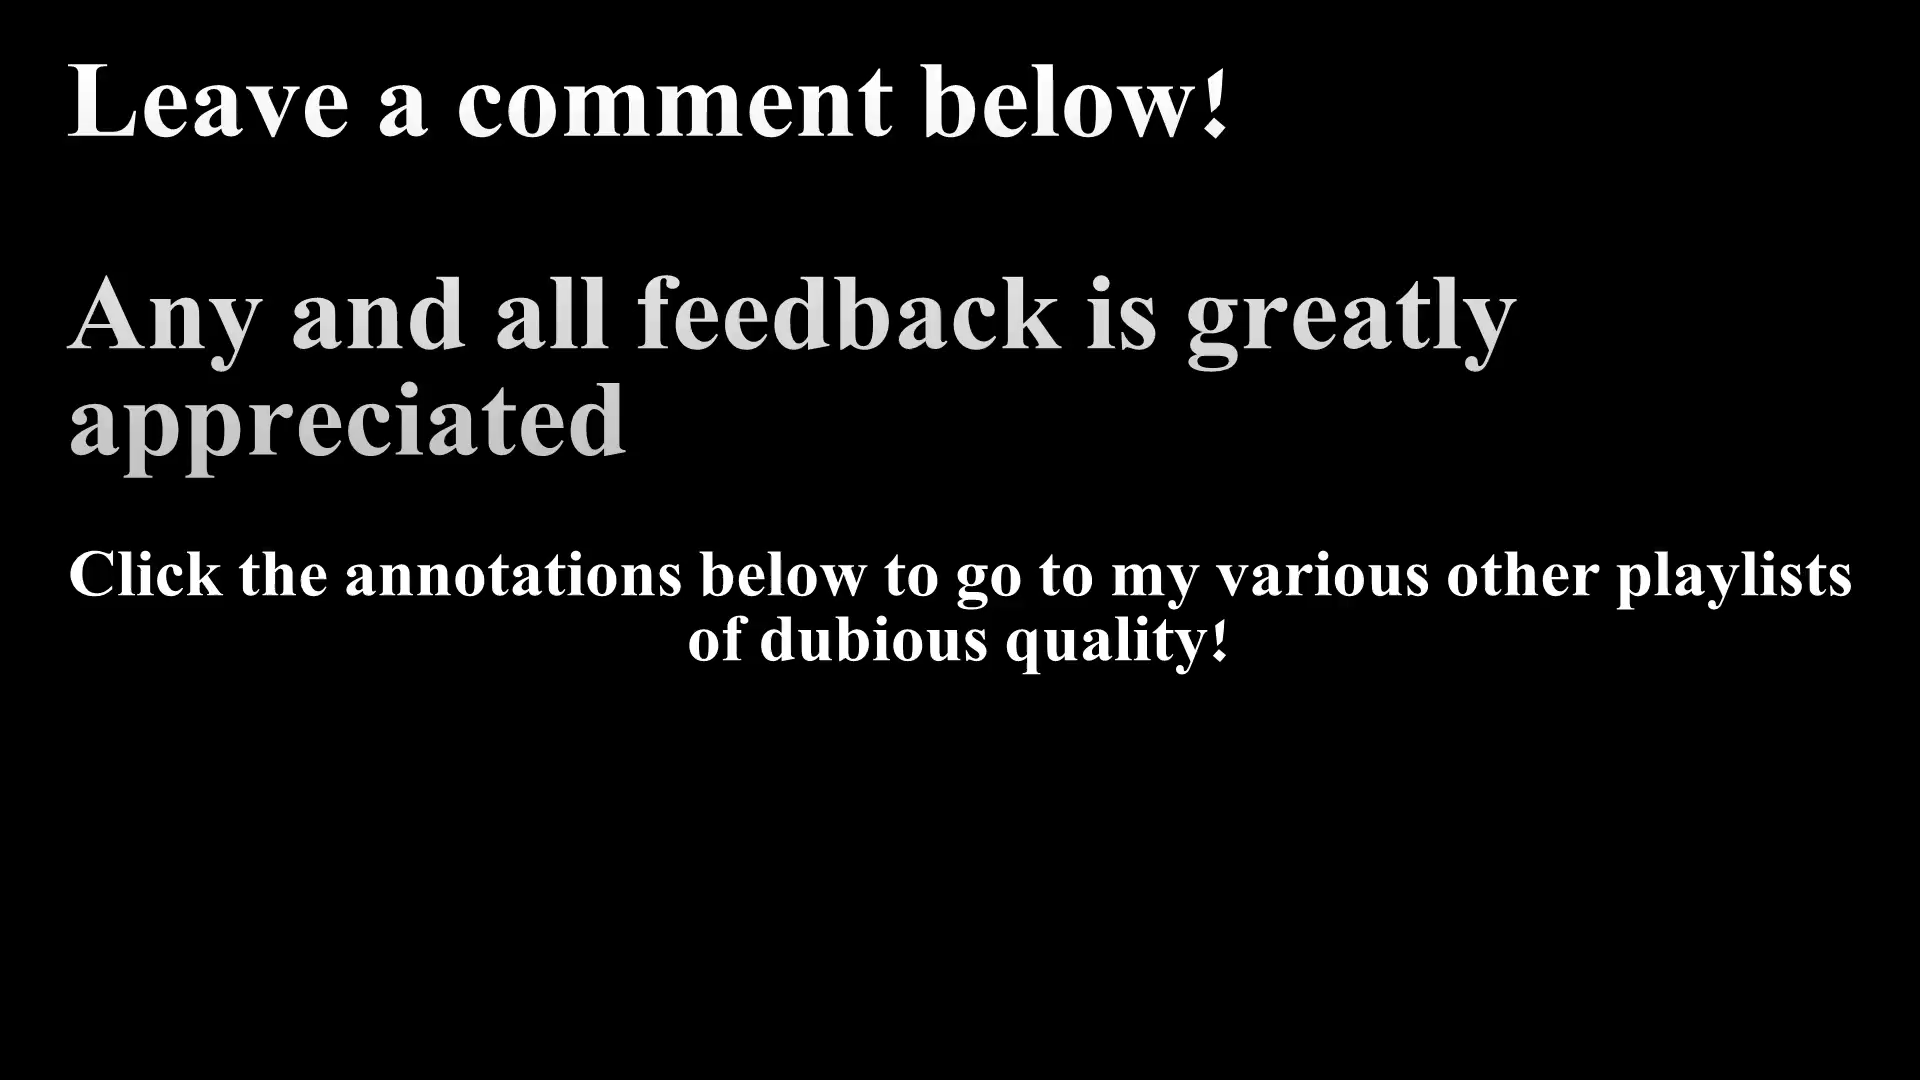 Leave a comment below!
Any and all feedback is greatly
appreciated
Click the annotations below to go to my various other playlists
of dubious quality!